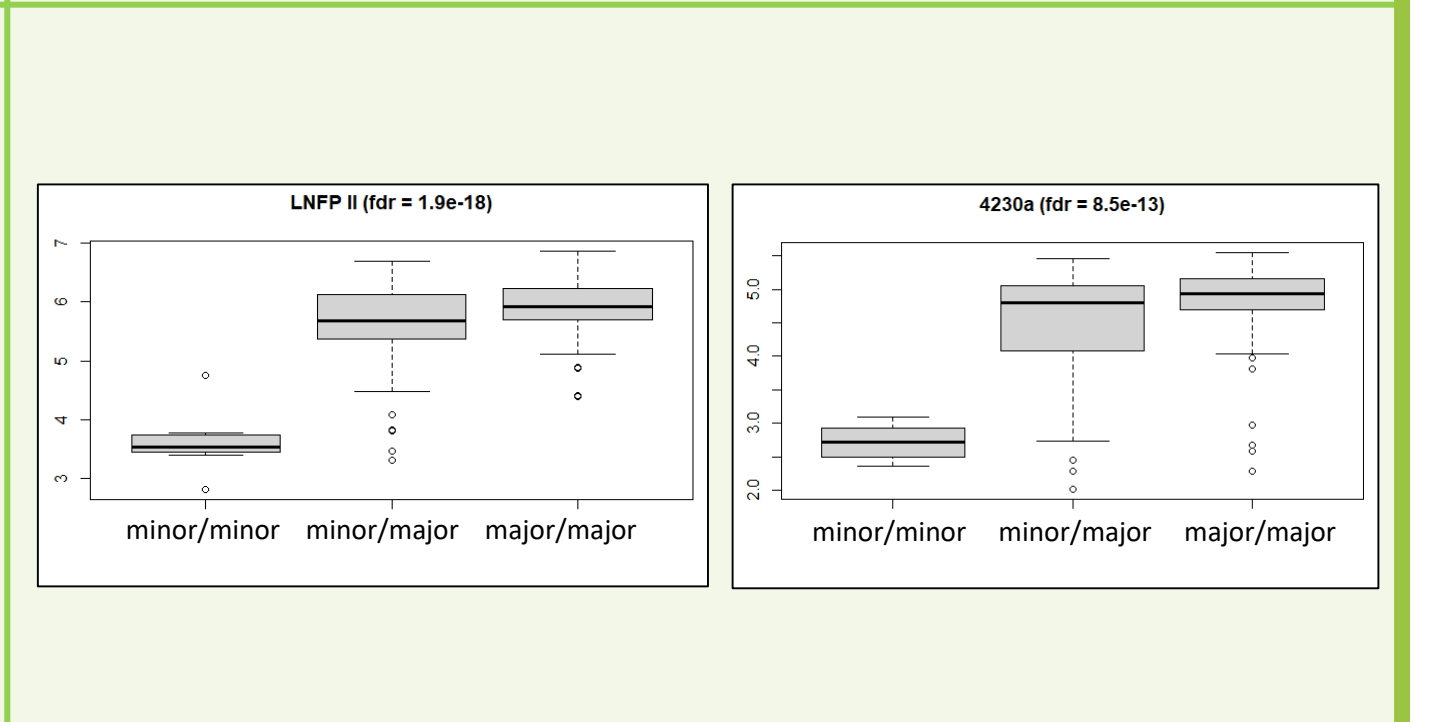 LNFP II (fdr = 1.9e-18)
7
6
5
4
3
minor/minor minor/major major/major
4230a (fdr = 8.5e-13)
5.0
4.0
3.0
2.0
minor/minor minor/major major/major